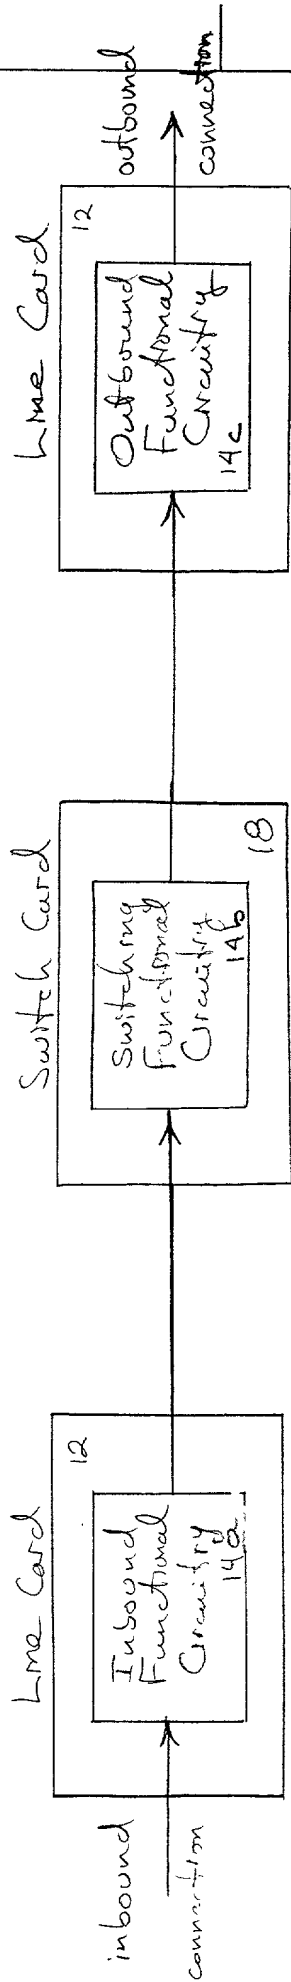 inbound
connection
Line Card
12
Inbound
Functional
Circuitry
14a
Switch Card
Switching
Functional
Circuitry
14b
18
Line Card
12
Outbound
Functional
Circuitry
14c
outbound
connection